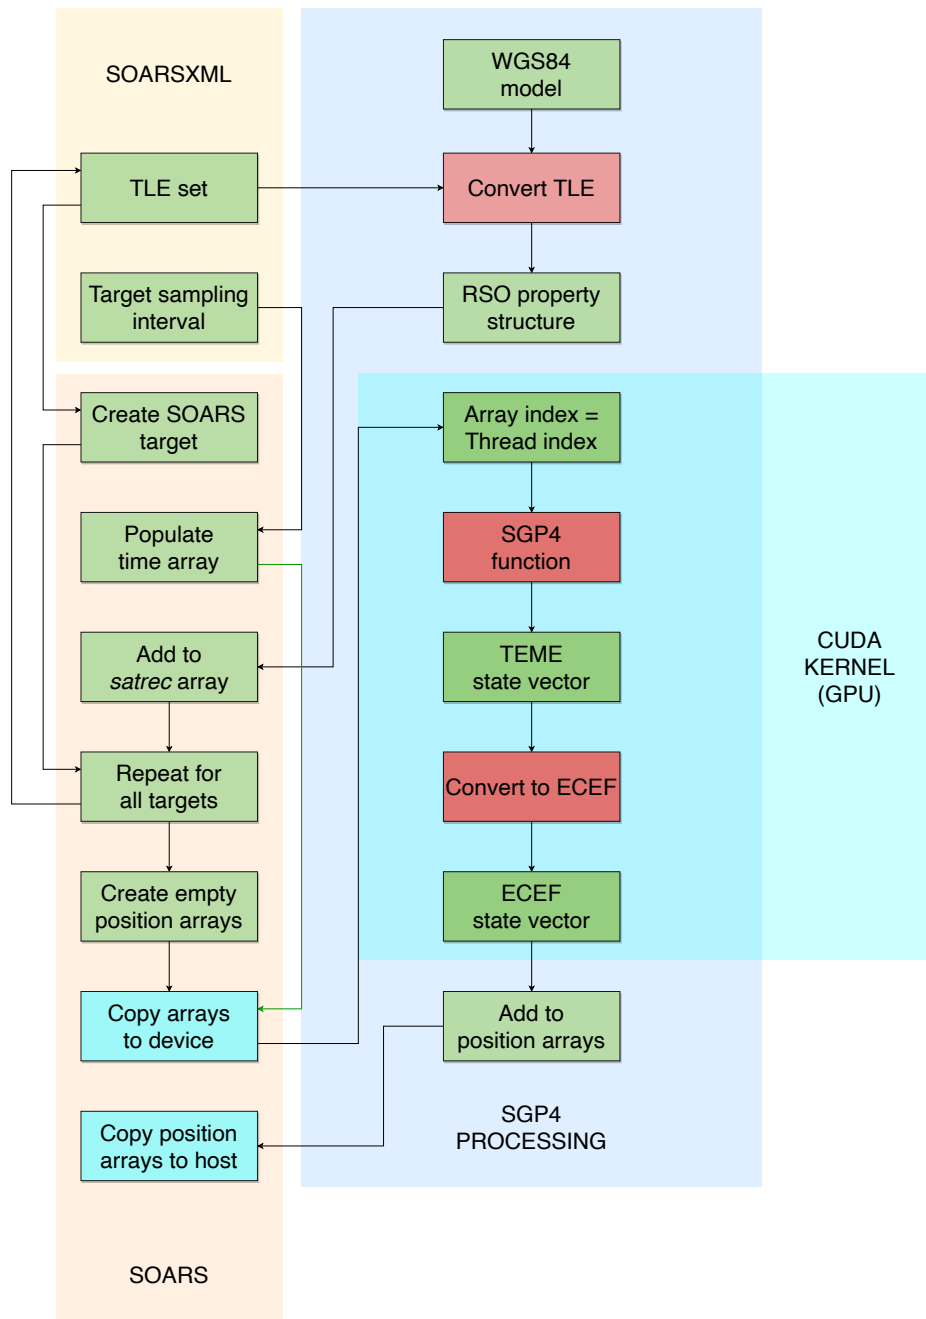 SOARSXML
TLE set
Target sampling
interval
Create SOARS
target
Populate
time array
Add to
satrec array
Repeat for
all targets
Create empty
position arrays
Copy arrays
to device
Copy position
arrays to host
SOARS
WGS84
model
Convert TLE
RSO property
structure
Array index =
Thread index
SGP4
function
TEME
state vector
Convert to ECEF
ECEF
state vector
Add to
position arrays
SGP4
PROCESSING
CUDA
KERNEL
(GPU)